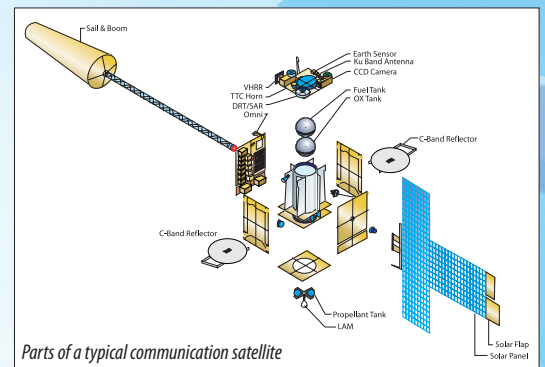 Sail & Boom
Earth Sensor
Ku Band Antenna
CCD Camera
VHRR
TTC Horn
DRT/SAR
Omni
Fuel Tank
OX Tank
C-Band Reflector
C-Band Reflector
Propellant Tank
LAM
Solar Flap
Solar Panel
Parts of a typical communication satellite